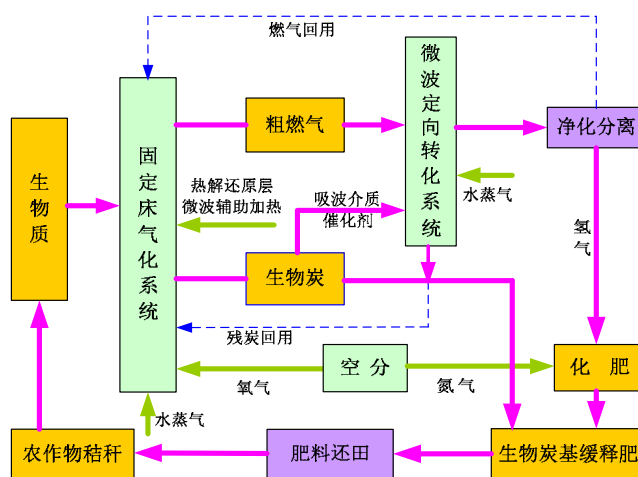 燃气回用
微波定向转化系统
粗燃气
净化分离
固定床气化系统
生物质
热解还原层
微波辅助加热
吸波介质
催化剂
水蒸气
氢气
生物炭
残炭回用
空分
化 肥
氧气
氮气
水蒸气
农作物秸秆
肥料还田
生物炭基缓释肥